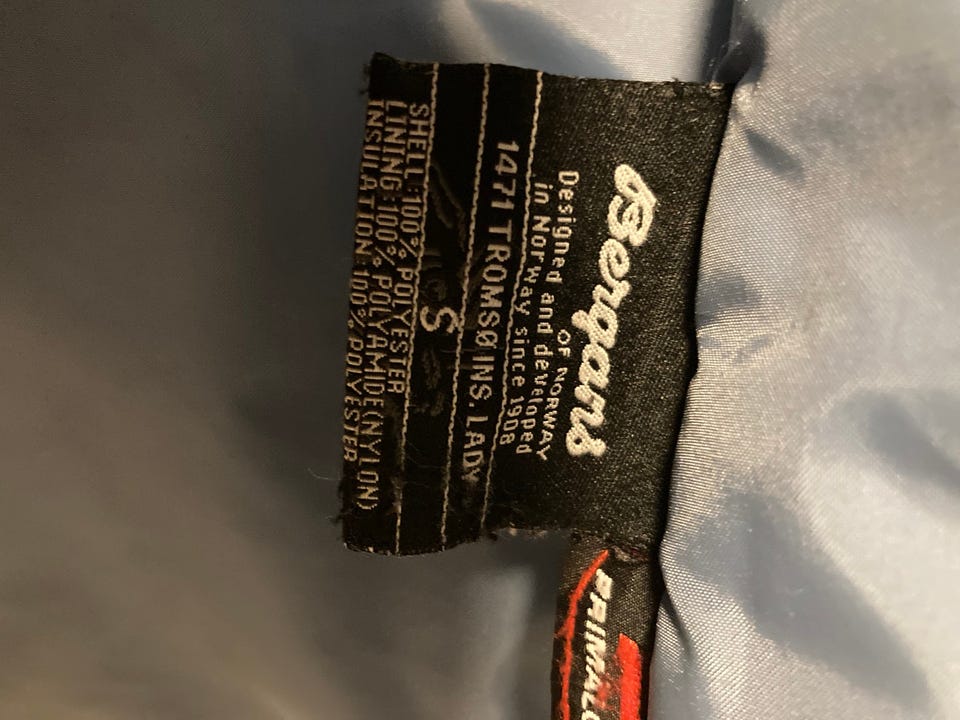 Bergans
OF NORWAY
Designed and developed
in Norway since 1908
1471 TROMSØ INS. LADY
S
SHELL:100% POLYESTER
LINING:100% POLYAMIDE(NYLON)
INSULATION:100%POLYESTER